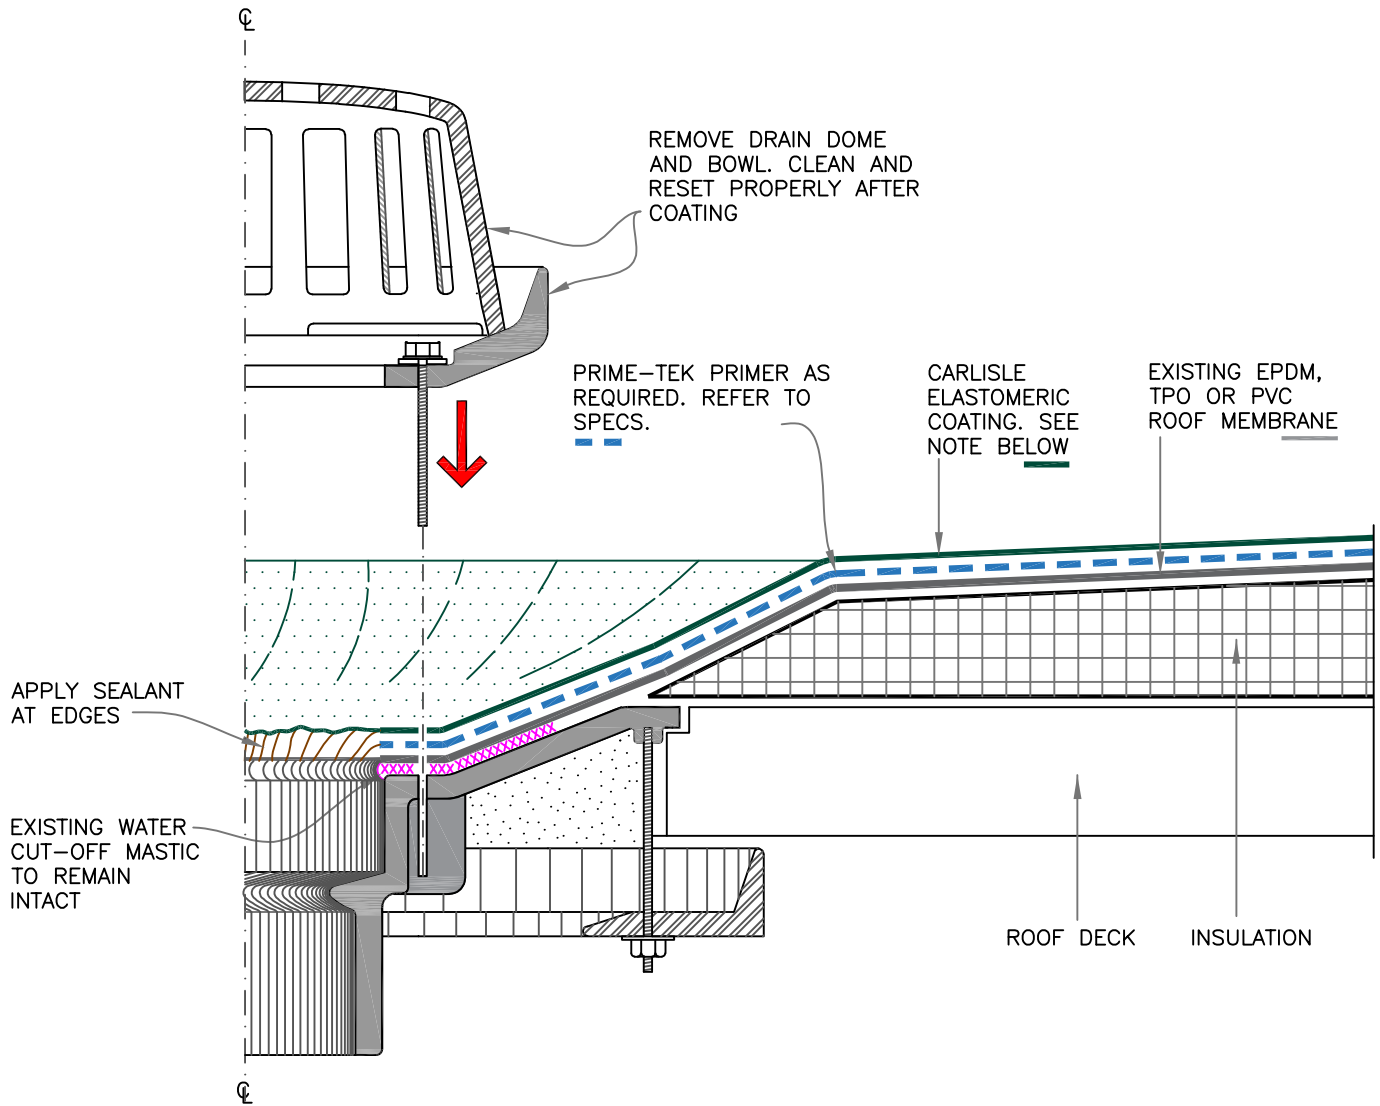 ℄
REMOVE DRAIN DOME
AND BOWL. CLEAN AND
RESET PROPERLY AFTER
COATING
PRIME-TEK PRIMER AS
REQUIRED. REFER TO
SPECS.
CARLISLE
ELASTOMERIC
COATING. SEE
NOTE BELOW
EXISTING EPDM,
TPO OR PVC
ROOF MEMBRANE
APPLY SEALANT
AT EDGES
EXISTING WATER
CUT-OFF MASTIC
TO REMAIN
INTACT
ROOF DECK
INSULATION
℄